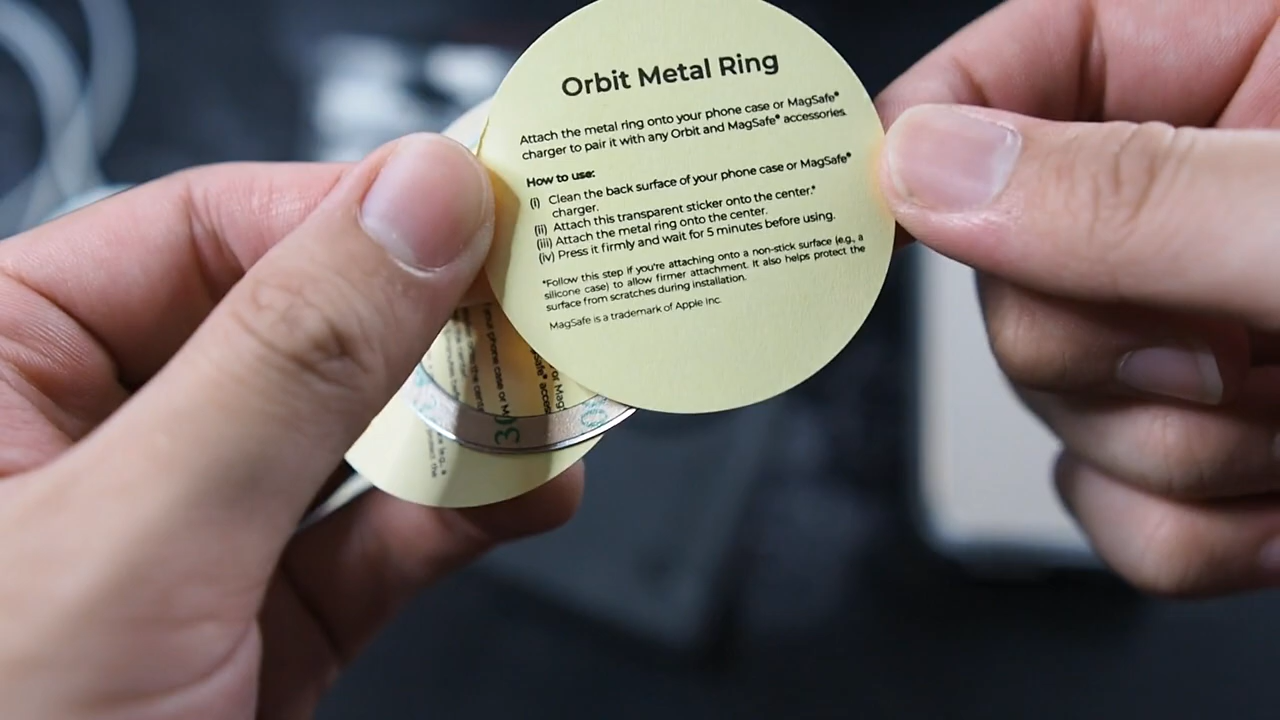 Orbit Metal Ring
Attach the metal ring onto your phone case or MagSafe®
charger to pair it with any Orbit and MagSafe® accessories.
How to use:
(i) Clean the back surface of your phone case or MagSafe®
charger.
(ii) Attach this transparent sticker onto the center.*
(iii) Attach the metal ring onto the center.
(iv) Press it firmly and wait for 5 minutes before using.
*Follow this step if you're attaching onto a non-stick surface (e.g., a
silicone case) to allow firmer attachment. It also helps protect the
surface from scratches during installation.
MagSafe is a trademark of Apple Inc.
your phone case or M